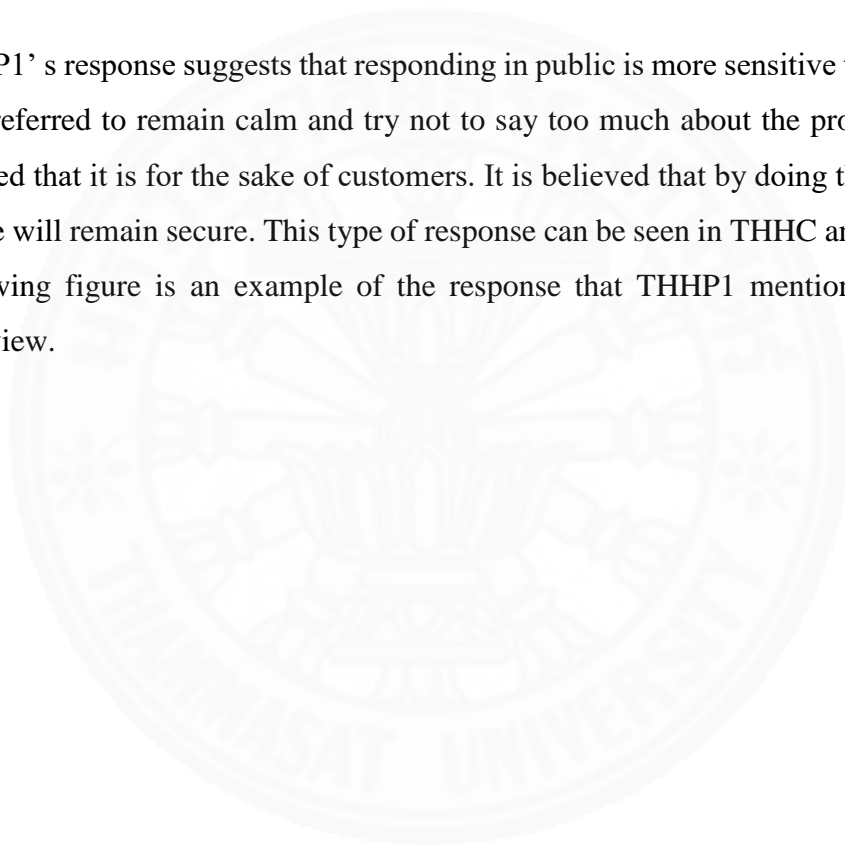 P1’ s response suggests that responding in public is more sensitive
referred to remain calm and try not to say too much about the pro
ed that it is for the sake of customers. It is believed that by doing
e will remain secure. This type of response can be seen in THHC
wing figure is an example of the response that THHP1 mention
view.
THAMMASAT UNIVERSITY